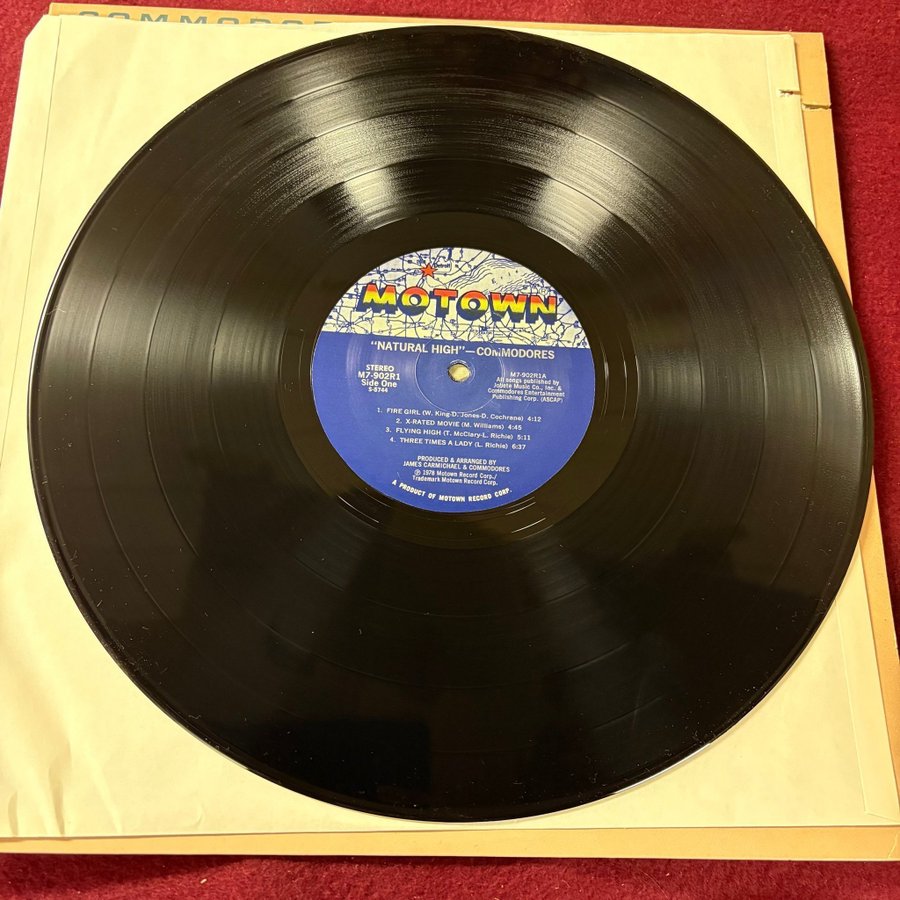 COMMODOR
Detroit
MOTOWN
"NATURAL HIGH"—COMMODORES
STEREO
M7-902R1
Side One
S-8744
M7-902R1A
All songs published by
Jobete Music Co., Inc. &
Commodores Entertainment
Publishing Corp. (ASCAP)
1. FIRE GIRL (W. King-D. Jones-D. Cochrane) 4:12
2. X-RATED MOVIE (M. Williams) 4:45
3. FLYING HIGH (T. McClary-L. Richie) 5:11
4. THREE TIMES A LADY (L. Richie) 6:37
PRODUCED & ARRANGED BY
JAMES CARMICHAEL & COMMODORES
℗ 1978 Motown Record Corp./
Trademark Motown Record Corp.
A PRODUCT OF MOTOWN RECORD CORP.